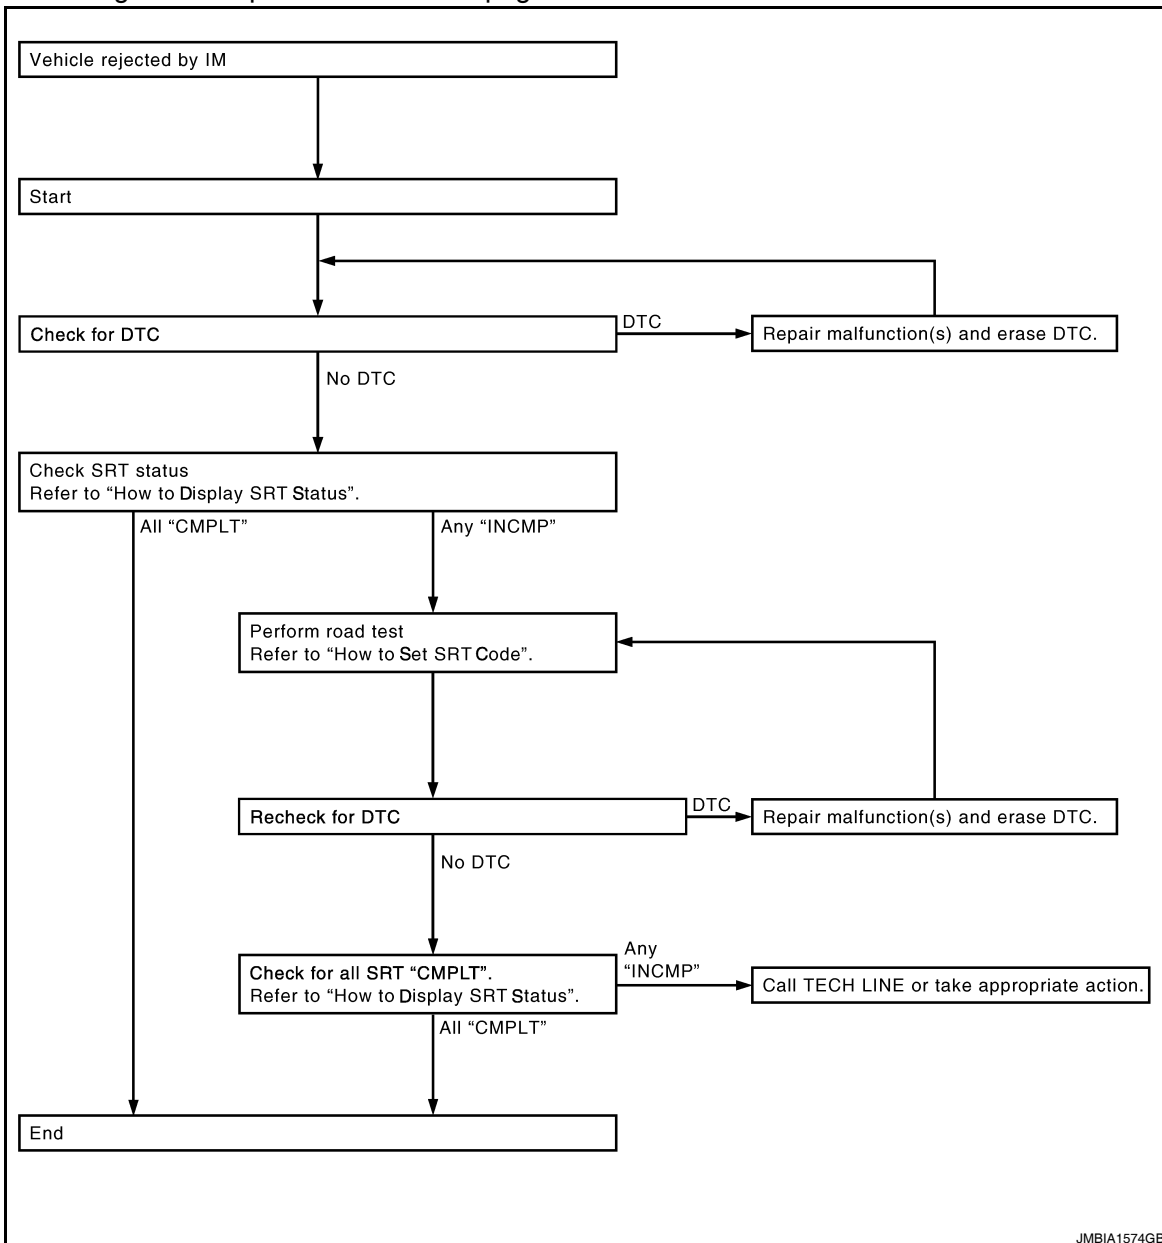 Vehicle rejected by IM
Start
Check for DTC
DTC
Repair malfunction(s) and erase DTC.
No DTC
Check SRT status
Refer to “How to Display SRT Status”.
All “CMPLT”
Any “INCMP”
Perform road test
Refer to “How to Set SRT Code”.
Recheck for DTC
DTC
Repair malfunction(s) and erase DTC.
No DTC
Check for all SRT “CMPLT”.
Refer to “How to Display SRT Status”.
Any
“INCMP”
Call TECH LINE or take appropriate action.
All “CMPLT”
End
JMBIA1574GB